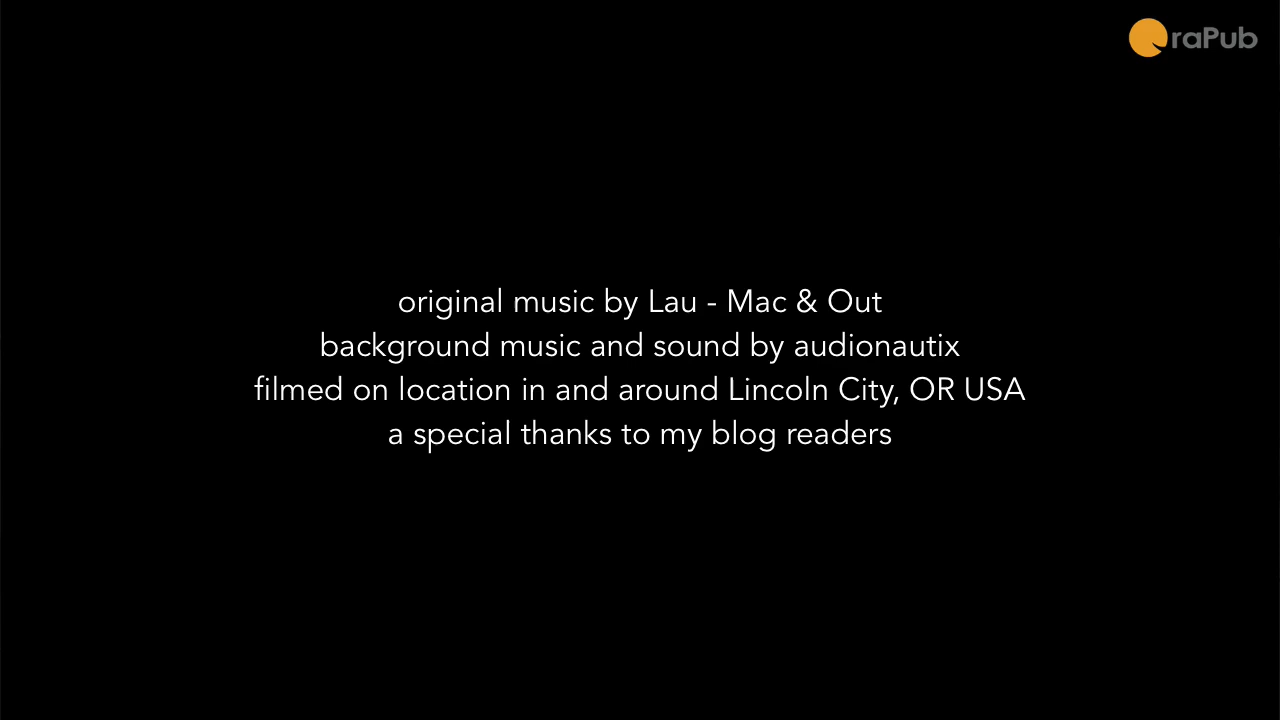 raPub
original music by Lau - Mac & Out
background music and sound by audionautix
filmed on location in and around Lincoln City, OR USA
a special thanks to my blog readers